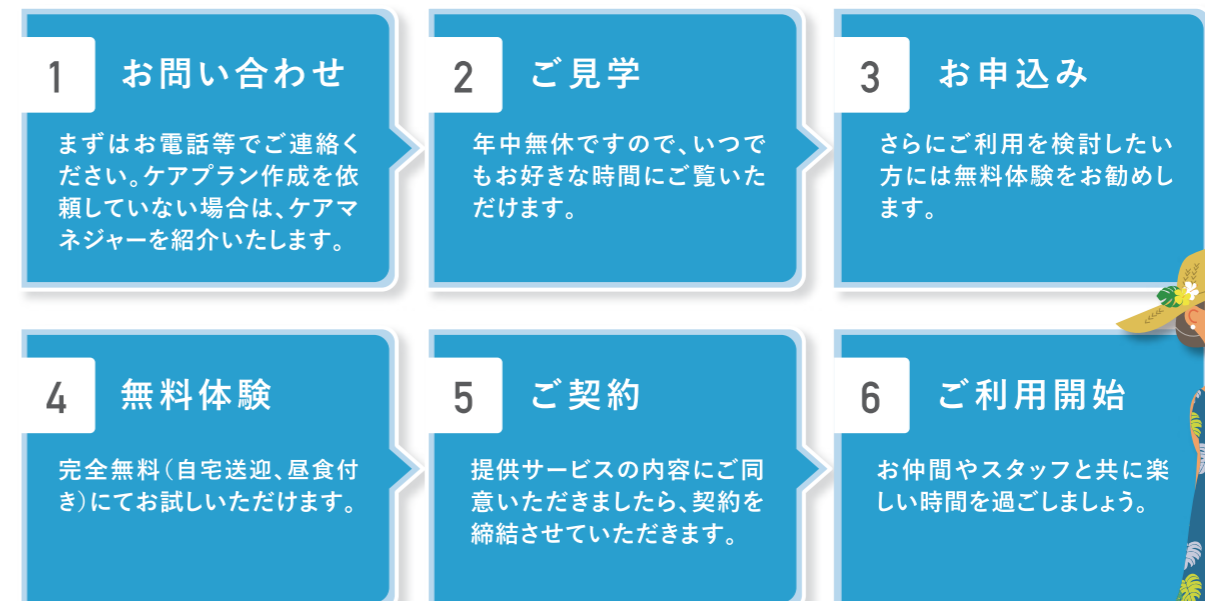 1 お問い合わせ
まずはお電話等でご連絡く
ださい。ケアプラン作成を依
頼していない場合は、ケアマ
ネジャーを紹介いたします。
2 ご見学
年中無休ですので、いつで
もお好きな時間にご覧いた
だけます。
3 お申込み
さらにご利用を検討したい
方には無料体験をお勧めし
ます。
4 無料体験
完全無料(自宅送迎、昼食付
き)にてお試しいただけます。
5 ご契約
提供サービスの内容にご同
意いただきましたら、契約を
締結させていただきます。
6 ご利用開始
お仲間やスタッフと共に楽
しい時間を過ごしましょう。